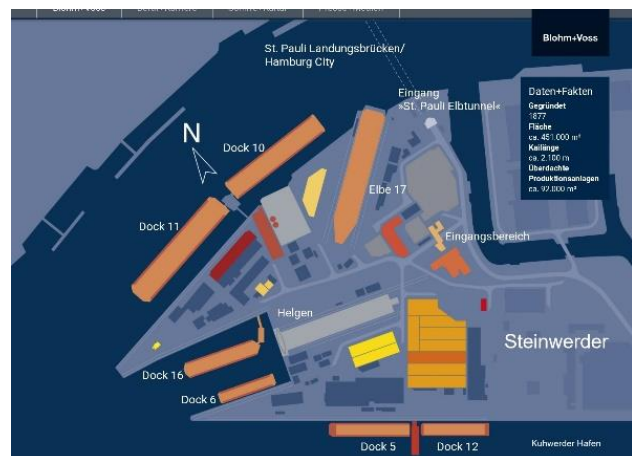 Blohm+Voss
St. Pauli Landungsbrücken/
Hamburg City
Blohm+Voss
Eingang
»St. Pauli Elbtunnel«
Daten+Fakten
Gegründet
1877
Fläche
ca. 451.000 m²
Kailänge
ca. 2.100 m
Überdachte
Produktionsanlagen
ca. 92.000 m²
N
Dock 10
Elbe 17
Dock 11
Eingangsbereich
Helgen
Steinwerder
Dock 16
Dock 6
Dock 5
Dock 12
Kuhwerder Hafen